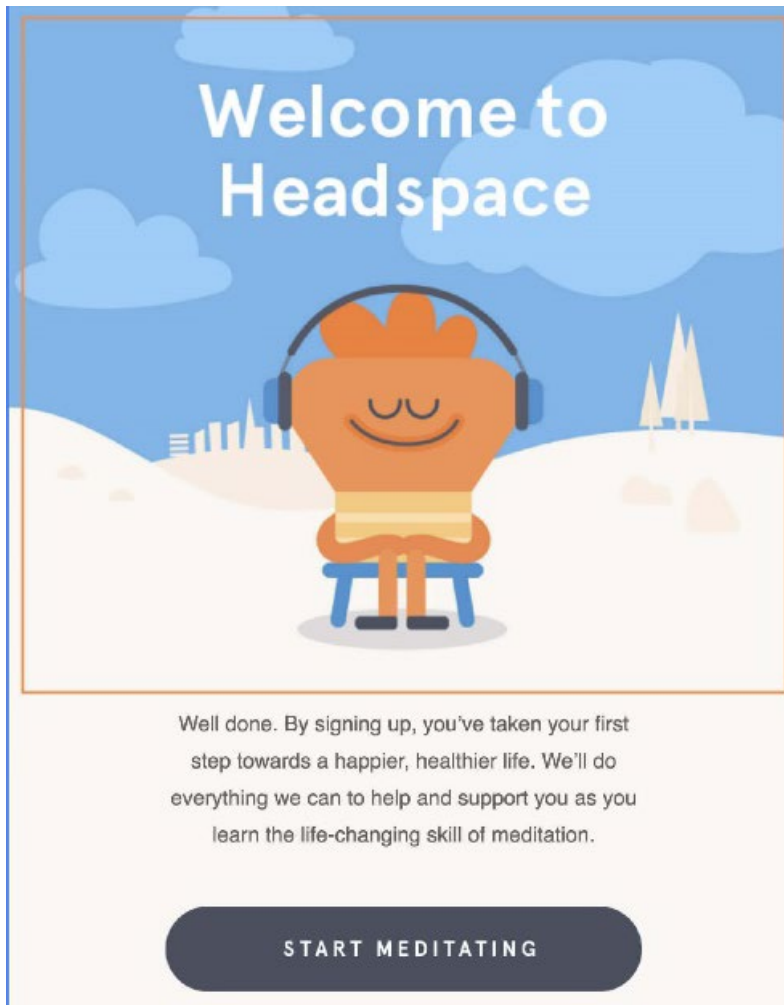 Welcome to
Headspace
Well done. By signing up, you’ve taken your first
step towards a happier, healthier life. We’ll do
everything we can to help and support you as you
learn the life-changing skill of meditation.
START MEDITATING